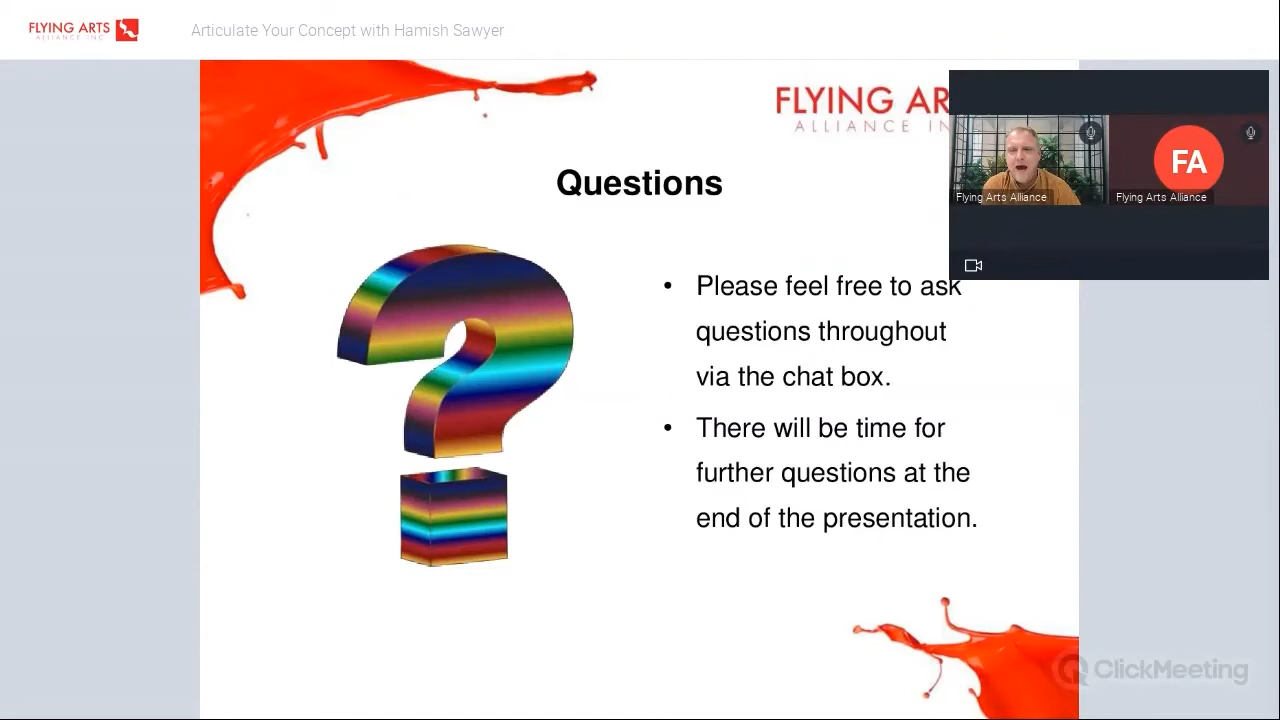 FLYING ARTS
ALLIANCE INC
Articulate Your Concept with Hamish Sawyer
FLYING AR
ALLIANCE IN
FA
Flying Arts Alliance
Flying Arts Alliance
Questions
• Please feel free to ask
questions throughout
via the chat box.
• There will be time for
further questions at the
end of the presentation.
ClickMeeting